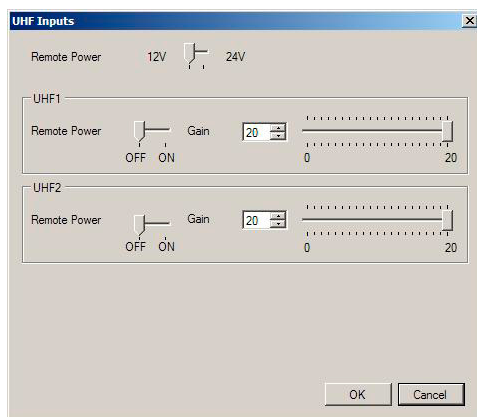 UHF Inputs
Remote Power 12V 24V
UHF1
Remote Power Gain 20
OFF ON 0 20
UHF2
Remote Power Gain 20
OFF ON 0 20
OK Cancel